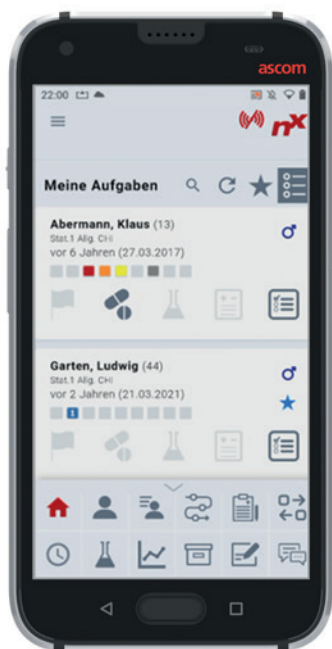 ascom
22:00
nx
Meine Aufgaben
Abermann, Klaus (13)
Stat.1 Allg. CHI
vor 6 Jahren (27.03.2017)
Garten, Ludwig (44)
Stat.1 Allg. CHI
vor 2 Jahren (21.03.2021)
1